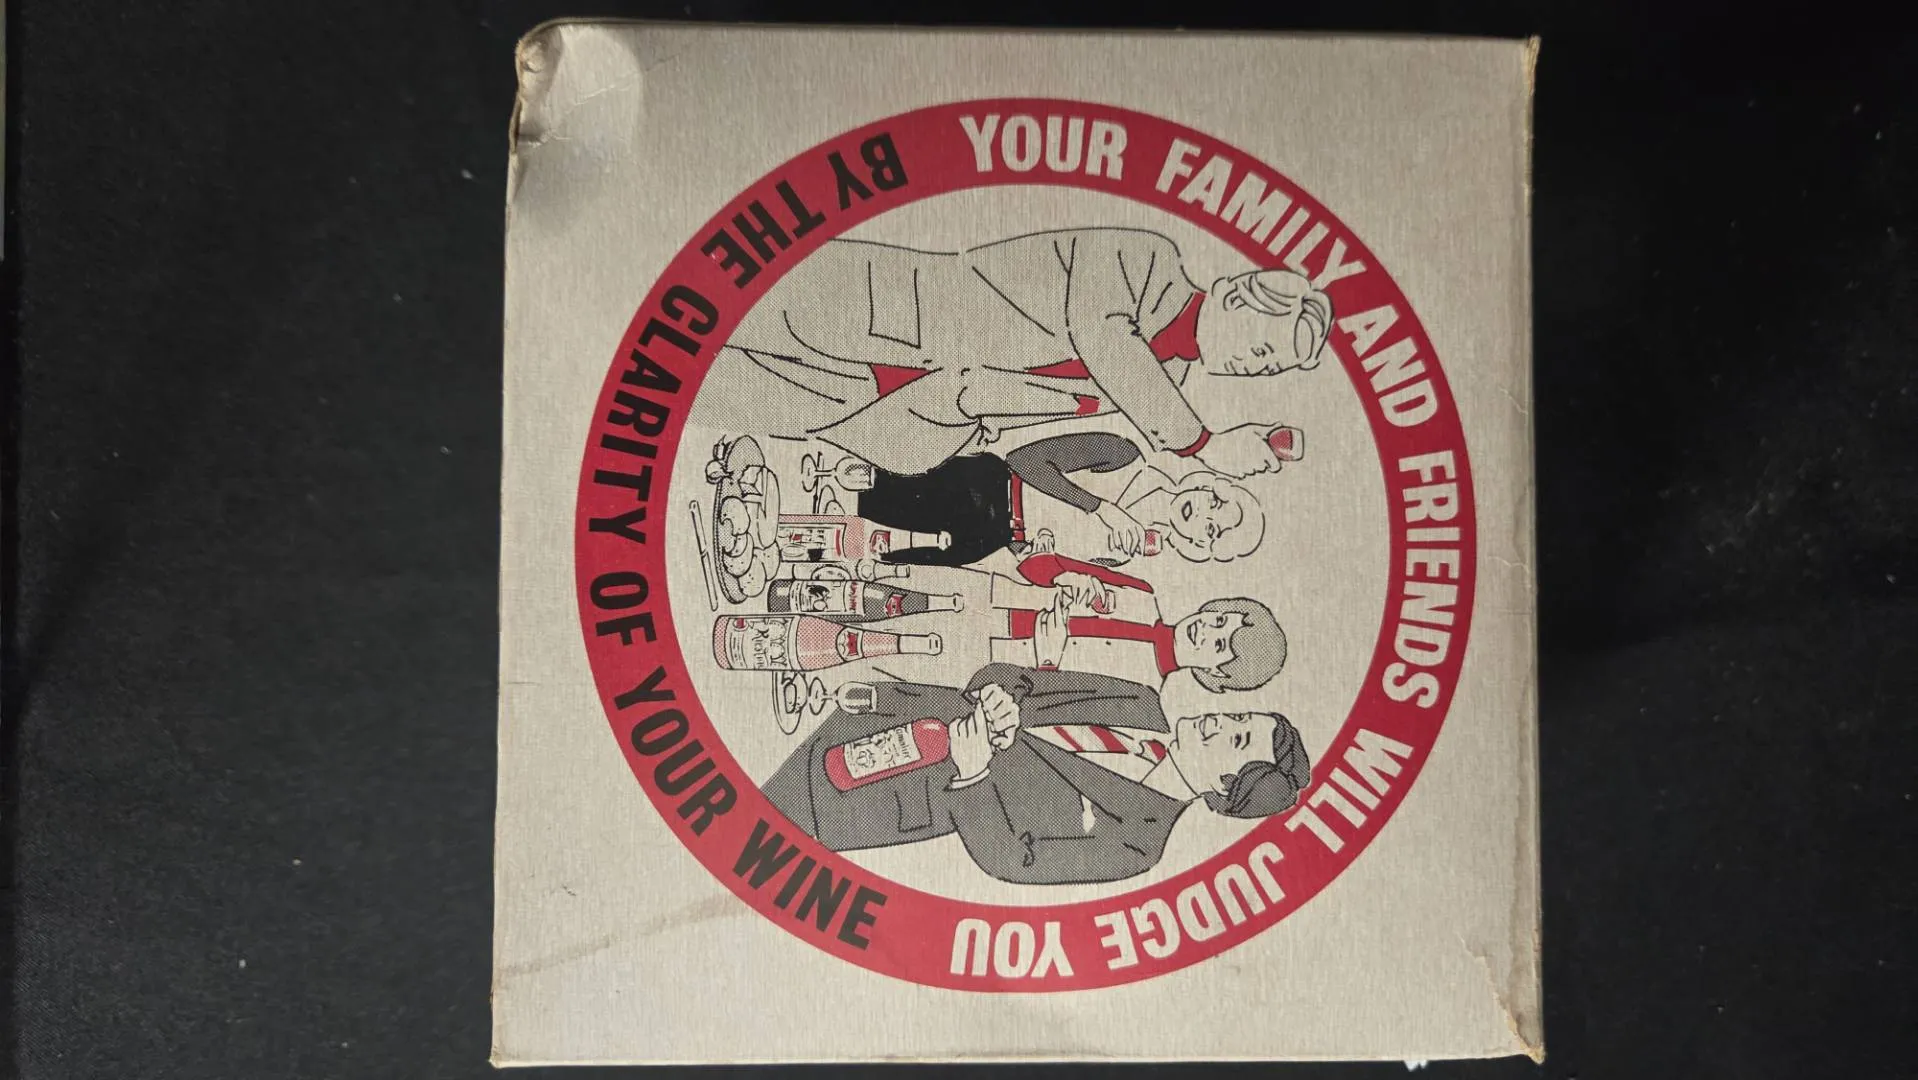 YOUR FAMILY AND FRIENDS WILL JUDGE YOU
BY THE CLARITY OF YOUR WINE